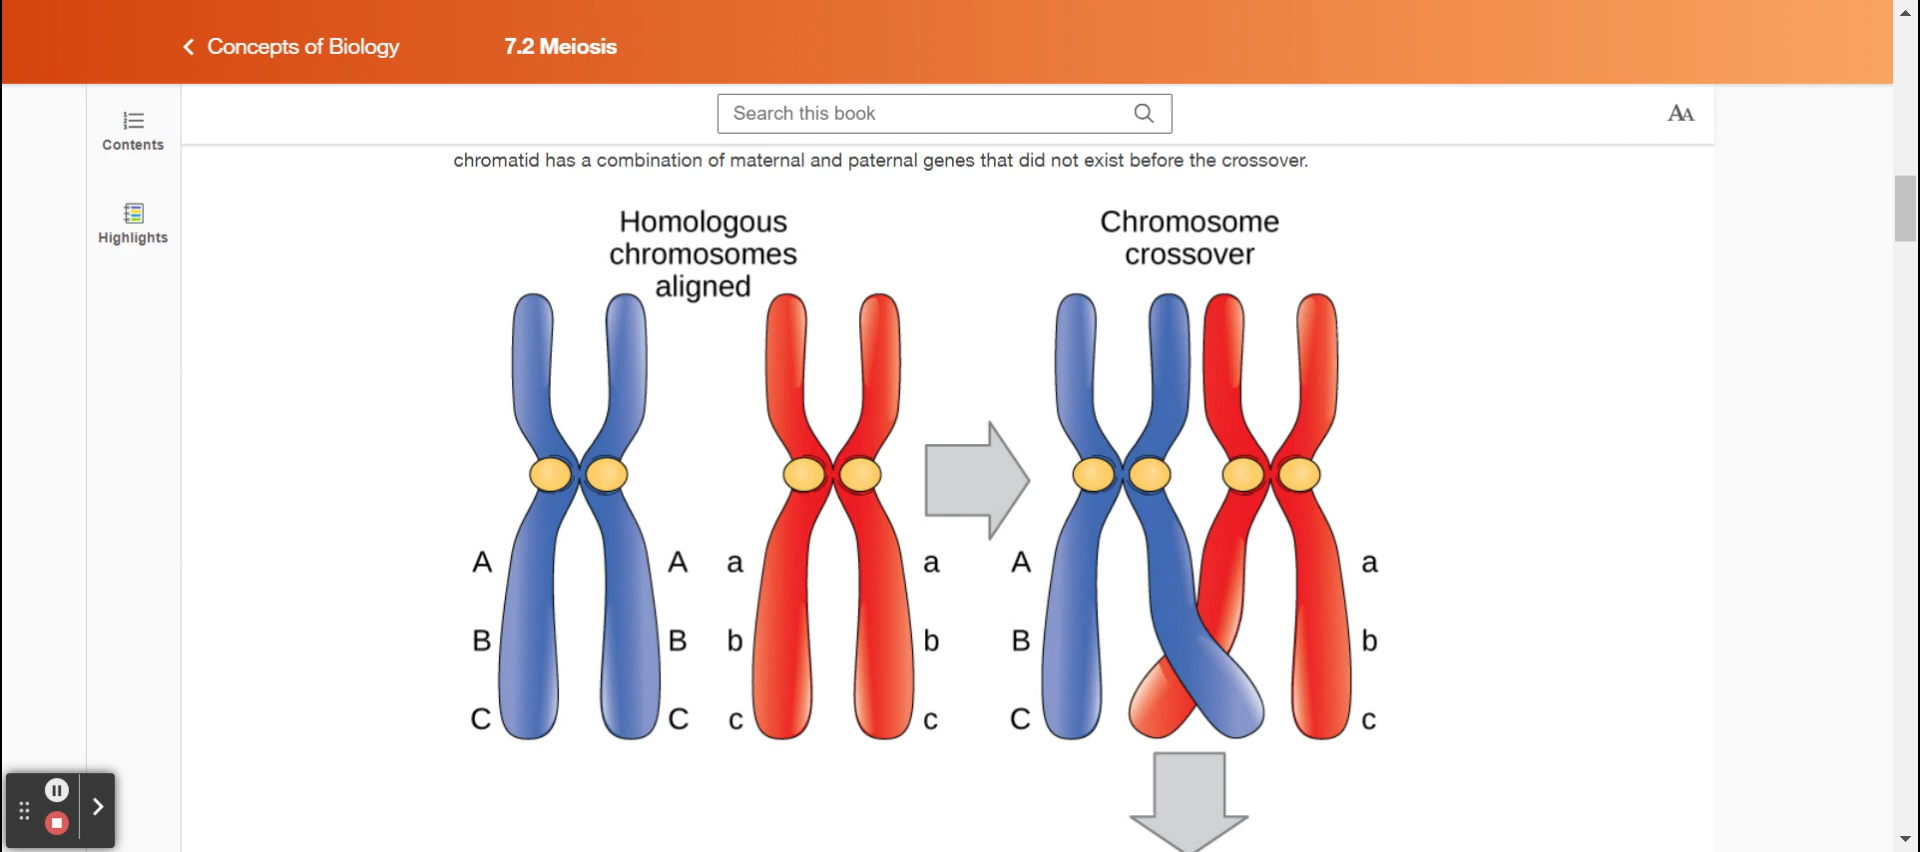 Concepts of Biology
7.2 Meiosis
Search this book
AA
Contents
Highlights
chromatid has a combination of maternal and paternal genes that did not exist before the crossover.
Homologous
chromosomes
aligned
Chromosome
crossover
A A a a A a
B B b b B b
C C c c C c